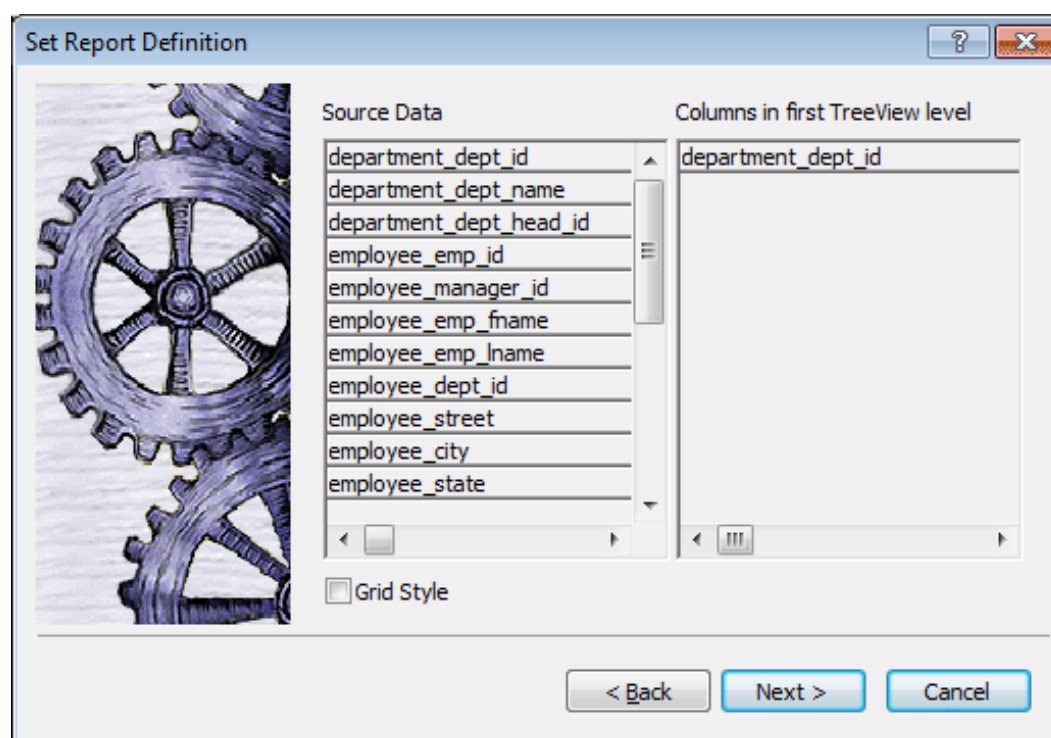 Set Report Definition
Source Data
Columns in first TreeView level
department_dept_id
department_dept_name
department_dept_head_id
employee_emp_id
employee_manager_id
employee_emp_fname
employee_emp_lname
employee_dept_id
employee_street
employee_city
employee_state
department_dept_id
Grid Style
< Back
Next >
Cancel